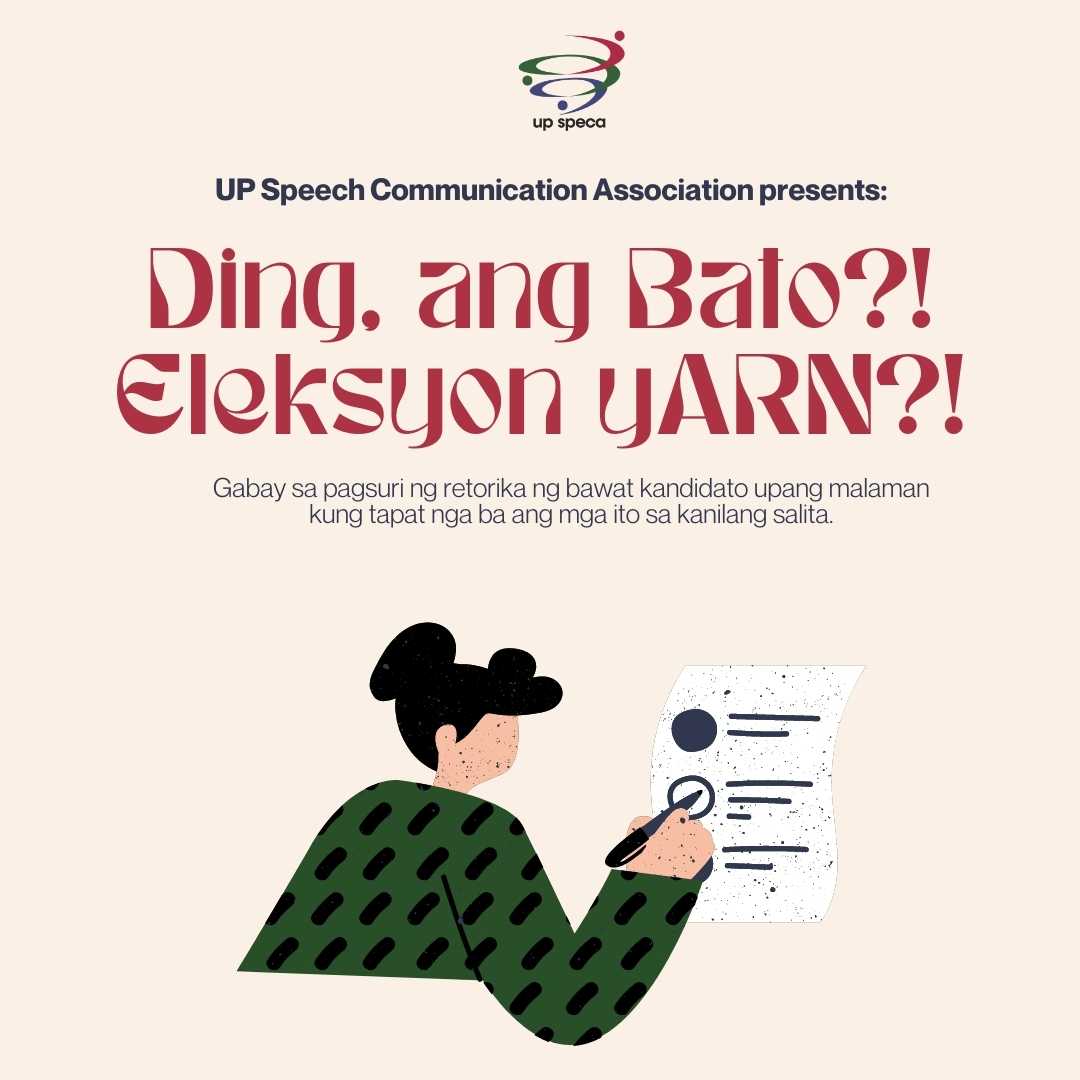 up speca
UP Speech Communication Association presents:
Ding, ang Bato?!
Eleksyon yARN?!
Gabay sa pagsuri ng retorika ng bawat kandidato upang malaman
kung tapat nga ba ang mga ito sa kanilang salita.